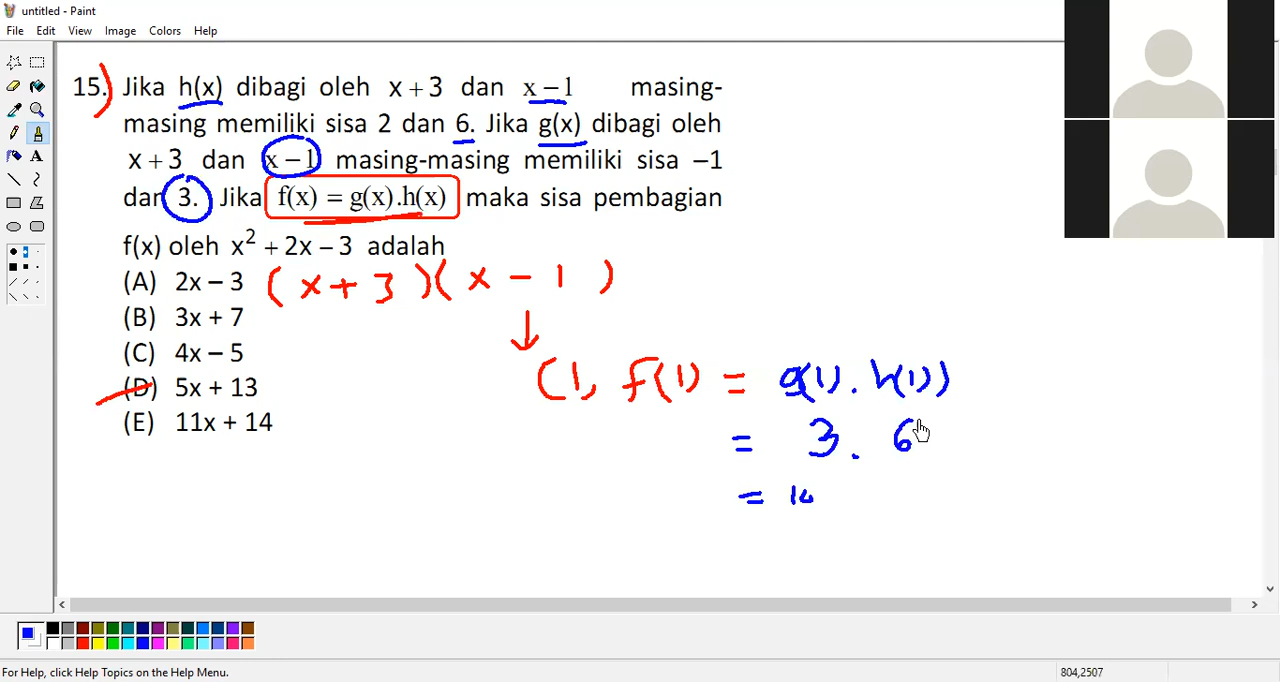 untitled - Paint
File Edit View Image Colors Help
15.) Jika h(x) dibagi oleh x + 3 dan x − 1 masing-
masing memiliki sisa 2 dan 6. Jika g(x) dibagi oleh
x + 3 dan x − 1 masing-masing memiliki sisa −1
dan 3. Jika f(x) = g(x).h(x) maka sisa pembagian
f(x) oleh x² + 2x − 3 adalah
(A) 2x − 3 (x + 3)(x − 1)
(B) 3x + 7
(C) 4x − 5
(1, f(1) = g(1) . h(1))
(D) 5x + 13
(E) 11x + 14
= 3 . 6
=
For Help, click Help Topics on the Help Menu.
804,2507